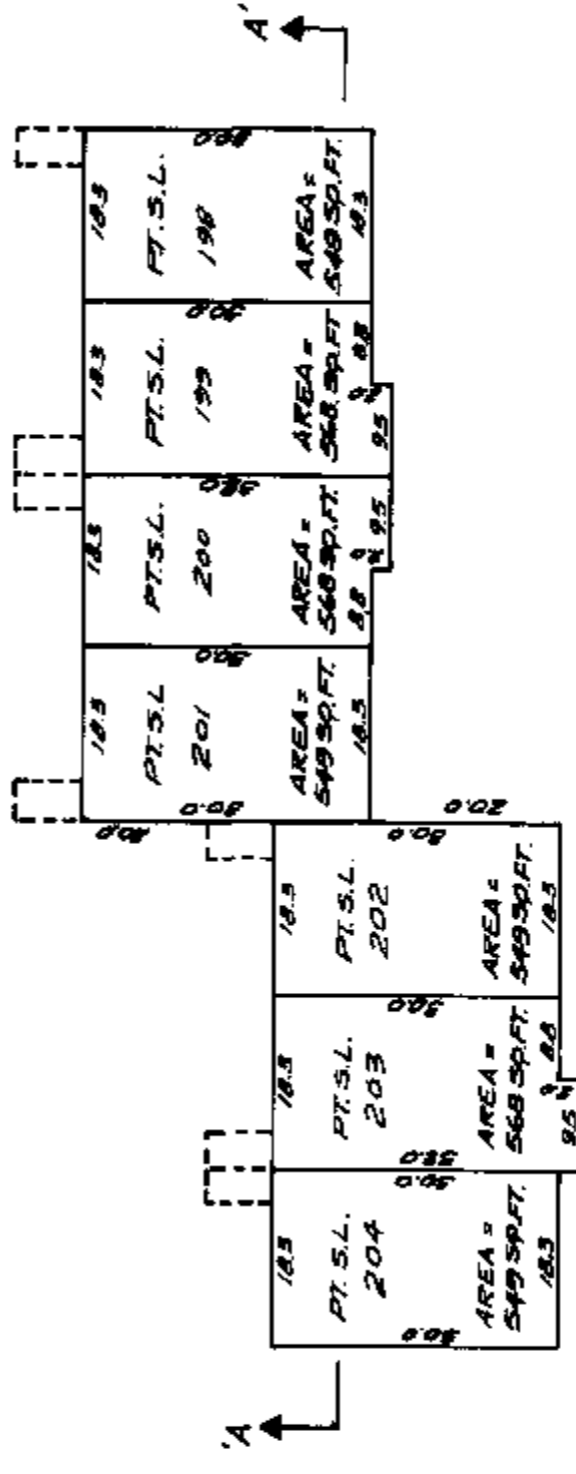 A'
18.3
PT. S.L.
198
AREA =
549 SQ.FT.
18.3
30.0
18.3
PT. S.L.
199
AREA =
568 SQ.FT
8.8
9.5
30.0
18.3
PT. S.L.
200
AREA =
568 SQ.FT.
8.8
9.5
32.0
18.3
PT. S.L
201
AREA =
549 SQ.FT.
18.3
30.0
30.0
20.0
18.3
PT. S.L.
202
AREA =
549 SQ.FT.
18.3
30.0
18.3
PT. S.L.
203
AREA =
568 SQ.FT.
8.8
9.5
30.0
32.0
18.3
PT. S.L.
204
AREA =
549 SQ.FT.
18.3
30.0
30.0
'A